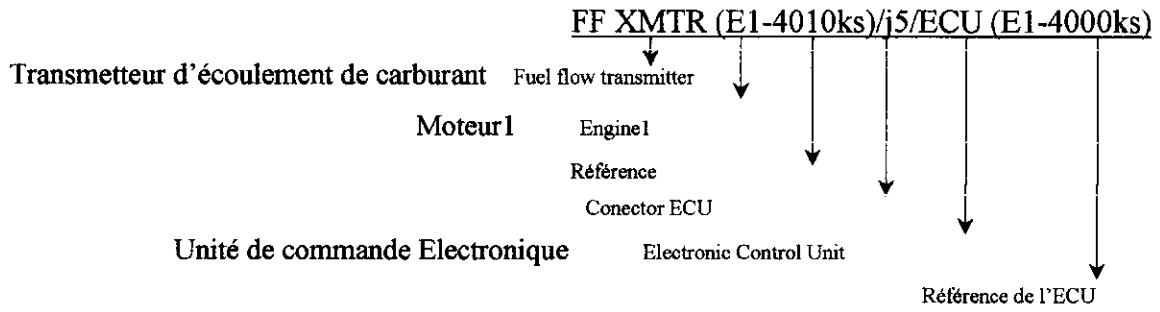 FF XMTR (E1-4010ks)/j5/ECU (E1-4000ks)
Transmetteur d'écoulement de carburant Fuel flow transmitter
Moteur1 Engine1
Référence
Conector ECU
Unité de commande Electronique Electronic Control Unit
Référence de l'ECU